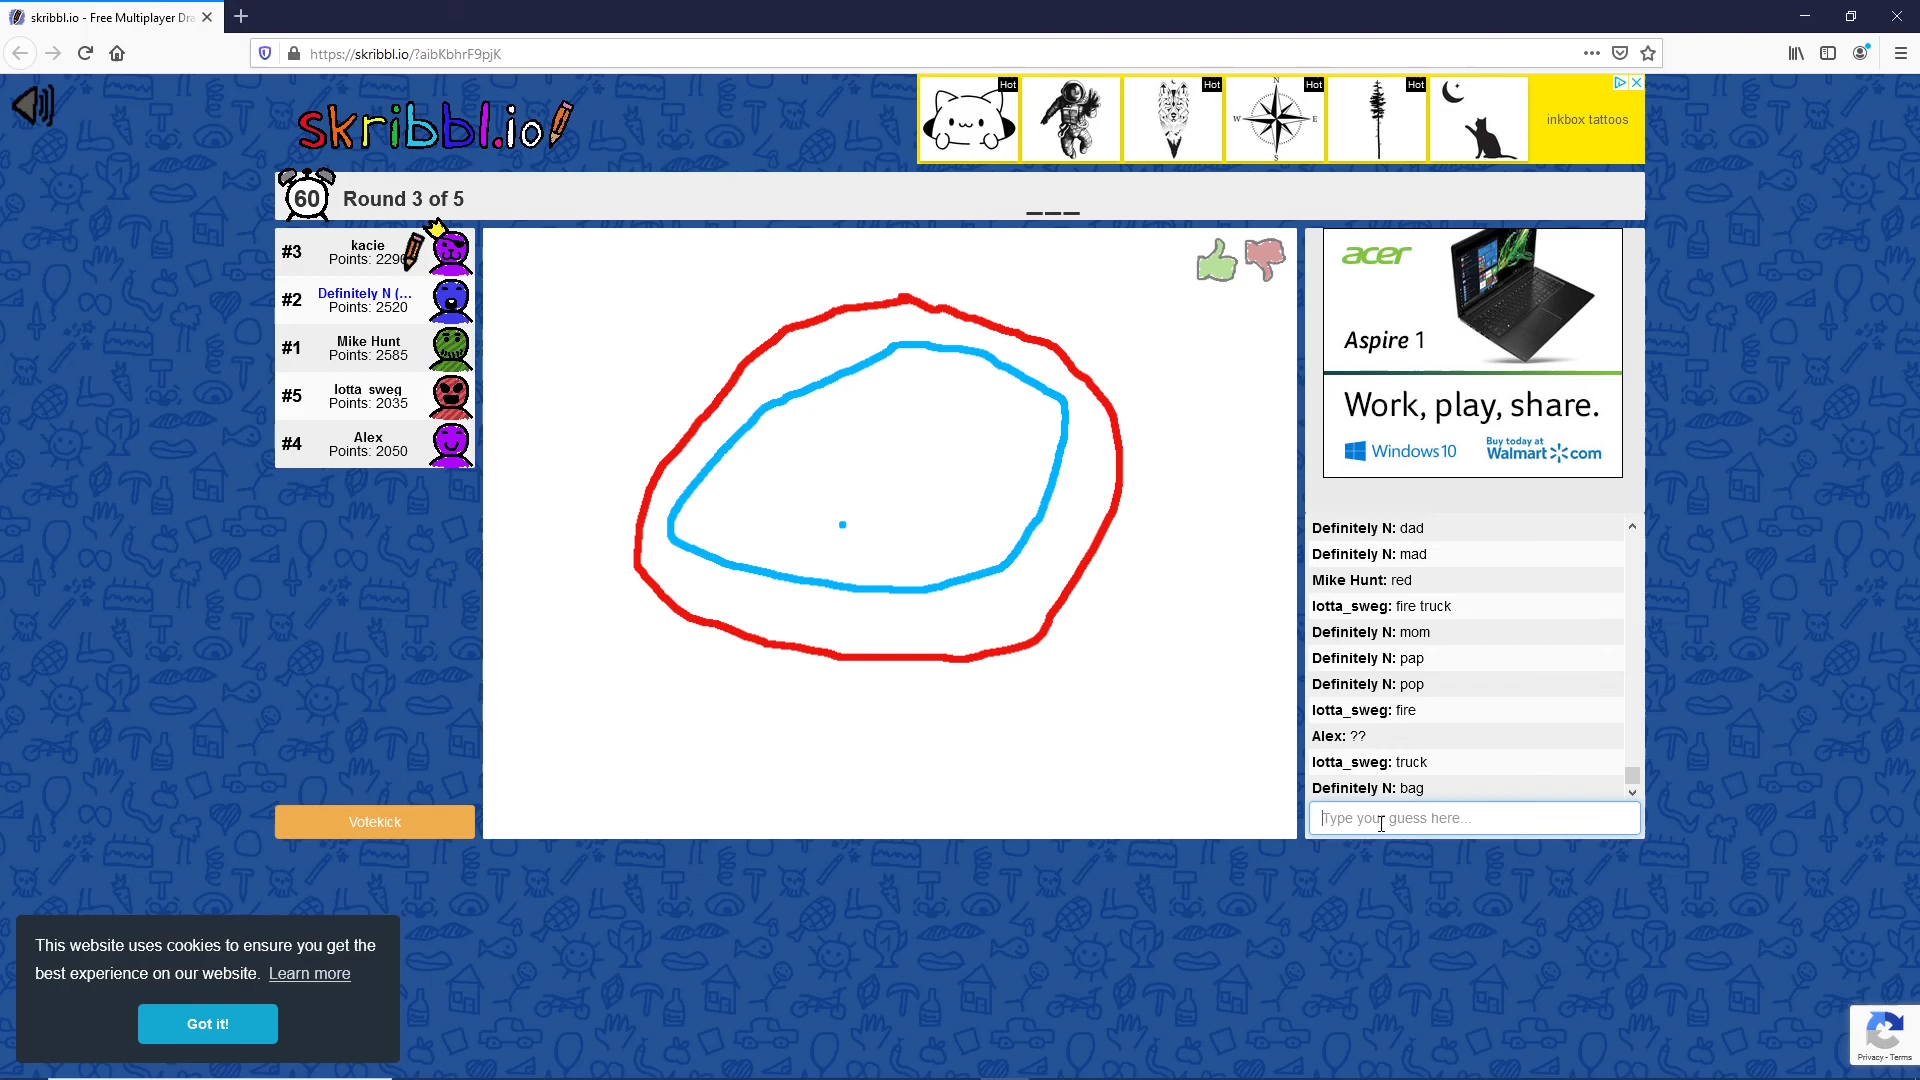 skribbl.io - Free Multiplayer Dra
https://skribbl.io/?aibKbhrF9pjK
skribbl.io
Hot
Hot
Hot
Hot
N
W E
S
inkbox tattoos
60
Round 3 of 5
___
#3
kacie
Points: 2290
#2
Definitely N (...
Points: 2520
#1
Mike Hunt
Points: 2585
#5
lotta_sweg
Points: 2035
#4
Alex
Points: 2050
Votekick
acer
Aspire 1
Work, play, share.
Windows10
Buy today at
Walmart.com
Definitely N: dad
Definitely N: mad
Mike Hunt: red
lotta_sweg: fire truck
Definitely N: mom
Definitely N: pap
Definitely N: pop
lotta_sweg: fire
Alex: ??
lotta_sweg: truck
Definitely N: bag
Type your guess here...
This website uses cookies to ensure you get the
best experience on our website. Learn more
Got it!
Privacy - Terms